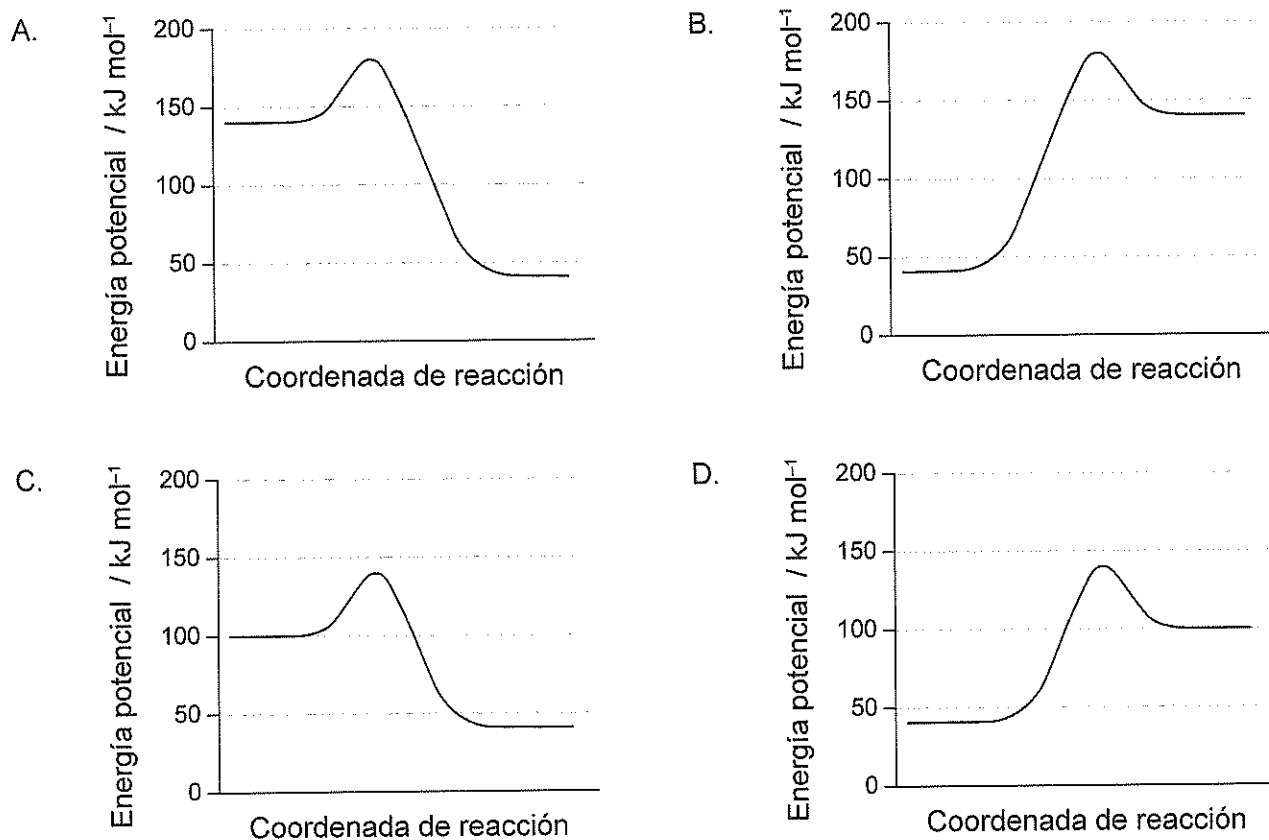 A.
Energía potencial / kJ mol⁻¹
200
150
100
50
0
Coordenada de reacción
B.
Energía potencial / kJ mol⁻¹
200
150
100
50
0
Coordenada de reacción
C.
Energía potencial / kJ mol⁻¹
200
150
100
50
0
Coordenada de reacción
D.
Energía potencial / kJ mol⁻¹
200
150
100
50
0
Coordenada de reacción